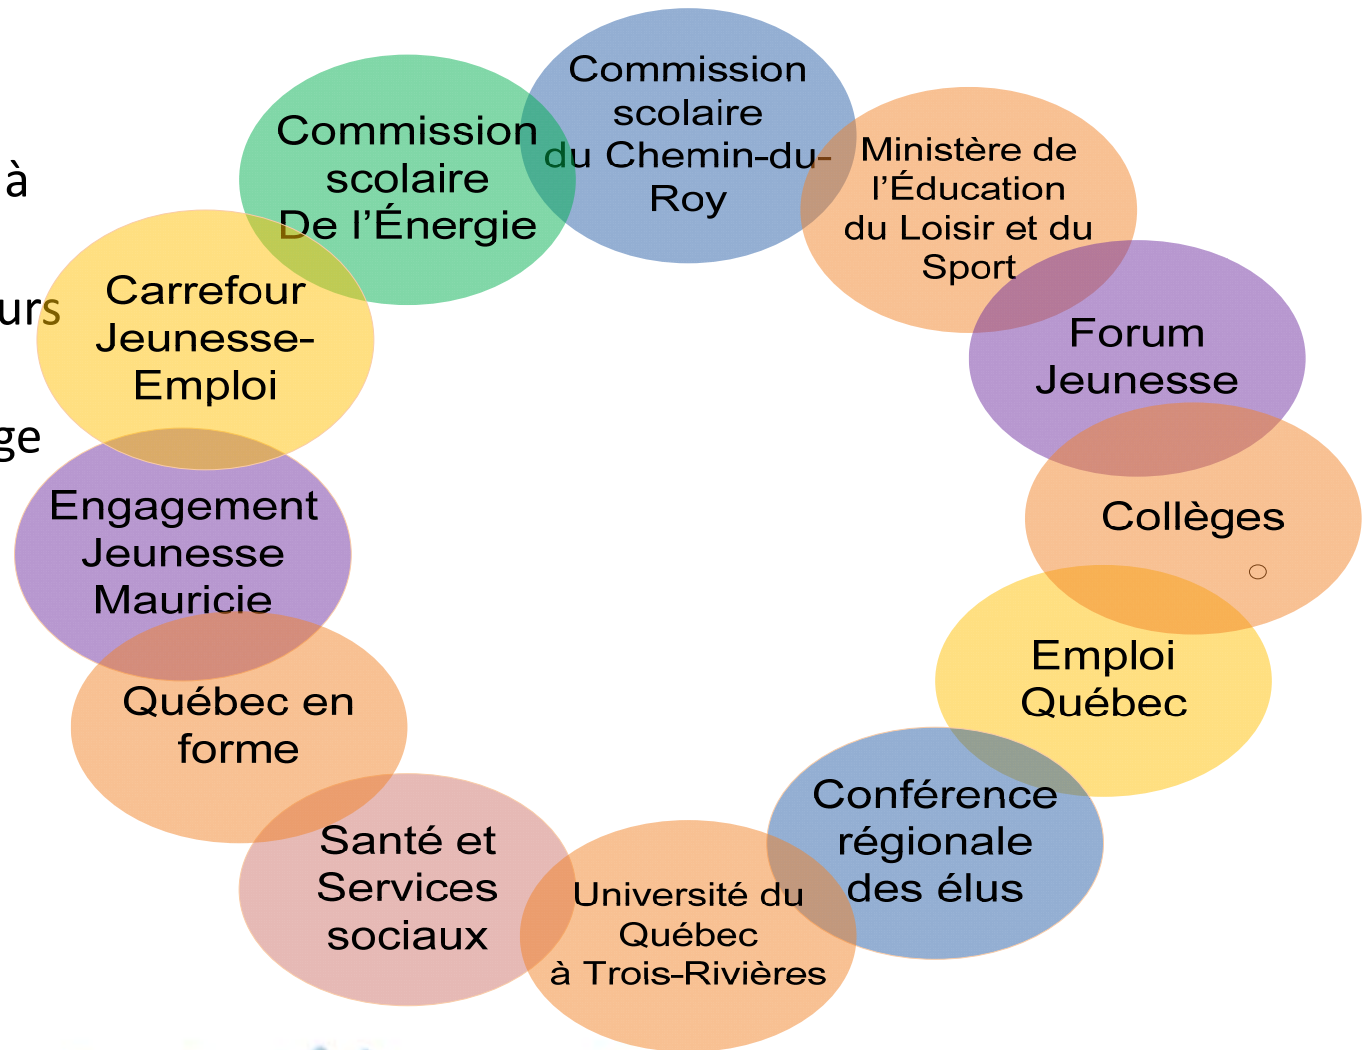 Commission
scolaire
du Chemin-du-
Roy
Ministère de
l’Éducation
du Loisir et du
Sport
Forum
Jeunesse
Collèges
Emploi
Québec
Conférence
régionale
des élus
Université du
Québec
à Trois-Rivières
Santé et
Services
sociaux
Québec en
forme
Engagement
Jeunesse
Mauricie
Carrefour
Jeunesse-
Emploi
Commission
scolaire
De l’Énergie
à
urs
ge